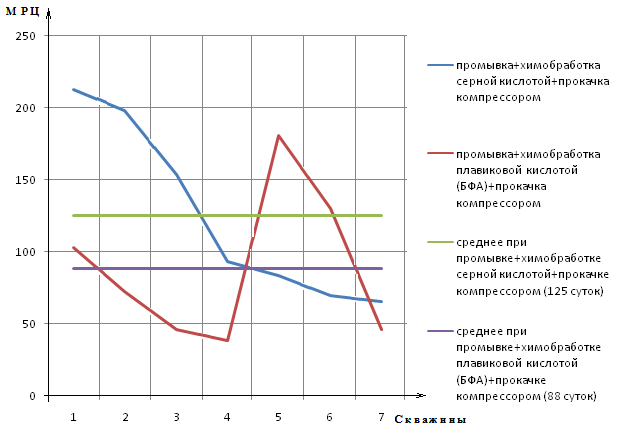 МРЦ
250
200
150
100
50
0
1 2 3 4 5 6 7 Скважины
промывка+химобработка
серной кислотой+прокачка
компрессором
промывка+химобработка
плавиковой кислотой
(БФА)+прокачка
компрессором
среднее при
промывке+химобработке
серной кислотой+прокачке
компрессором (125 суток)
среднее при
промывке+химобработке
плавиковой кислотой
(БФА)+прокачке
компрессором (88 суток)